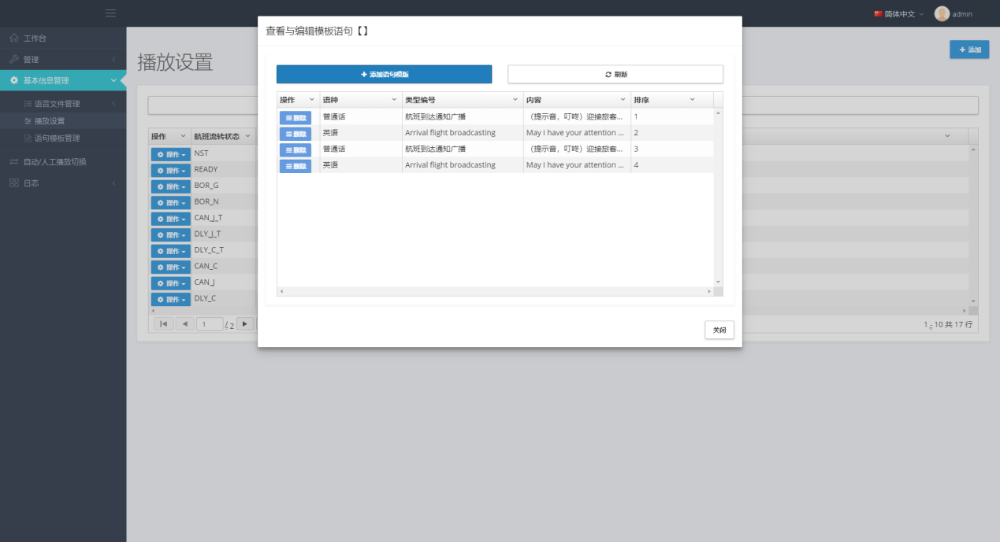 简体中文 admin
工作台
管理
基本信息管理
语音文件管理
播放设置
语句模板管理
自动/人工播放切换
日志
播放设置
+ 添加
操作 航班流转状态
操作 NST
操作 READY
操作 BOR_G
操作 BOR_N
操作 CAN_J_T
操作 DLY_J_T
操作 DLY_C_T
操作 CAN_C
操作 CAN_J
操作 DLY_C
1 / 2
1 - 10 共 17 行
查看与编辑模板语句【】
+ 添加语句模版
刷新
操作 语种 类型编号 内容 排序
删除 普通话 航班到达通知广播 （提示音，叮咚）迎接旅客... 1
删除 英语 Arrival flight broadcasting May I have your attention ... 2
删除 普通话 航班到达通知广播 （提示音，叮咚）迎接旅客... 3
删除 英语 Arrival flight broadcasting May I have your attention ... 4
关闭